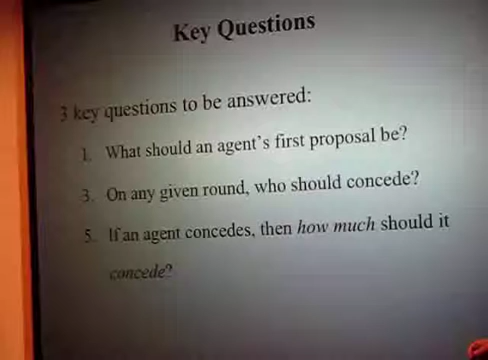 Key Questions
3 key questions to be answered:
1. What should an agent's first proposal be?
3. On any given round, who should concede?
5. If an agent concedes, then how much should it
concede?